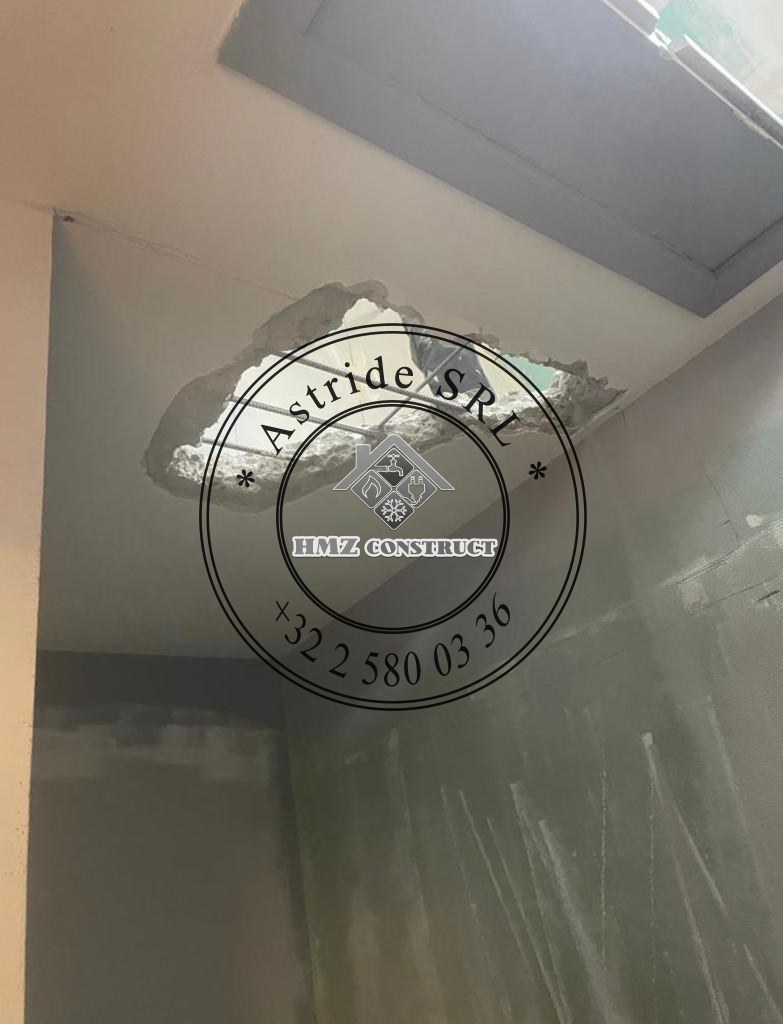 * Astride SRL *
HMZ CONSTRUCT
+32 2 580 03 36